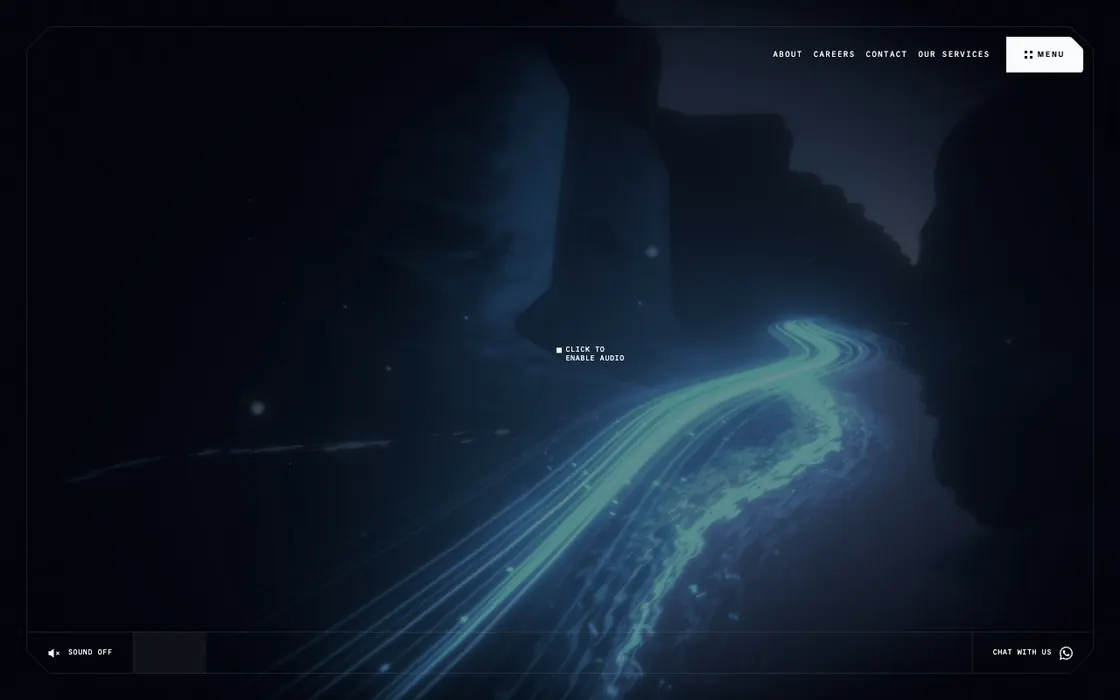 ABOUT CAREERS CONTACT OUR SERVICES MENU
CLICK TO
ENABLE AUDIO
SOUND OFF
CHAT WITH US